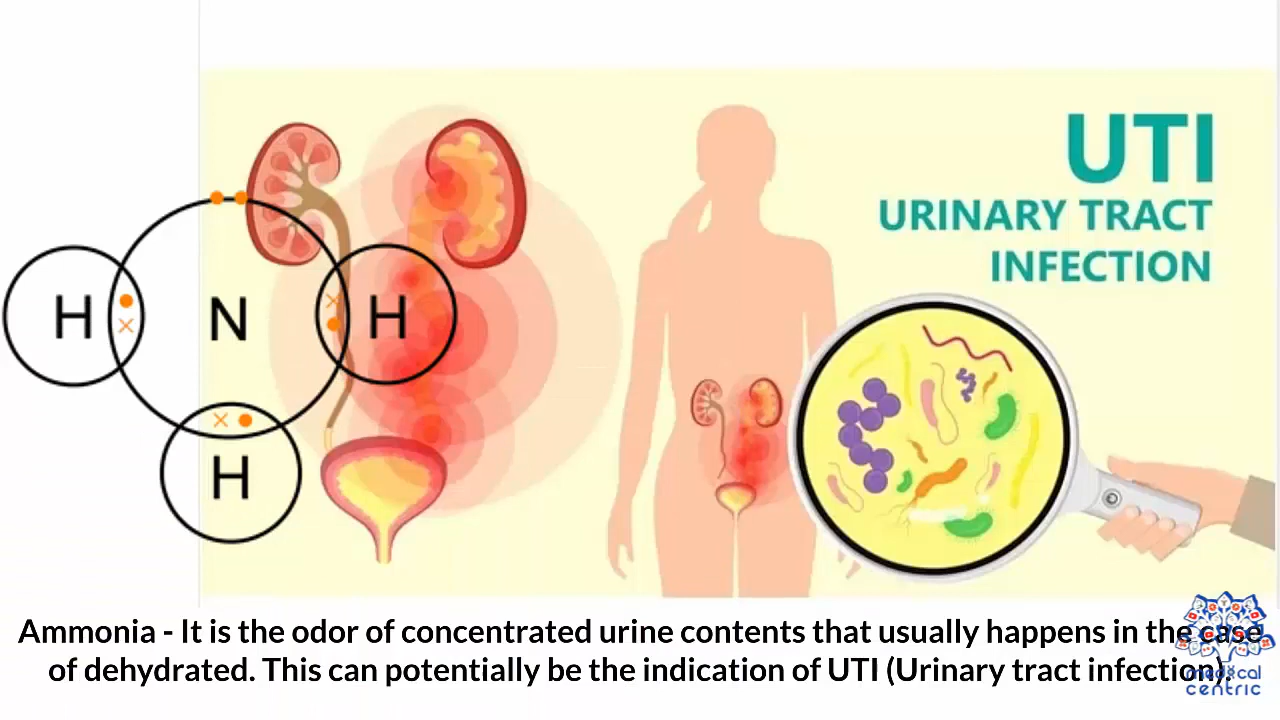 UTI
URINARY TRACT
INFECTION
H
N
H
H
Ammonia - It is the odor of concentrated urine contents that usually happens in the case
of dehydrated. This can potentially be the indication of UTI (Urinary tract infection).
medical
centric